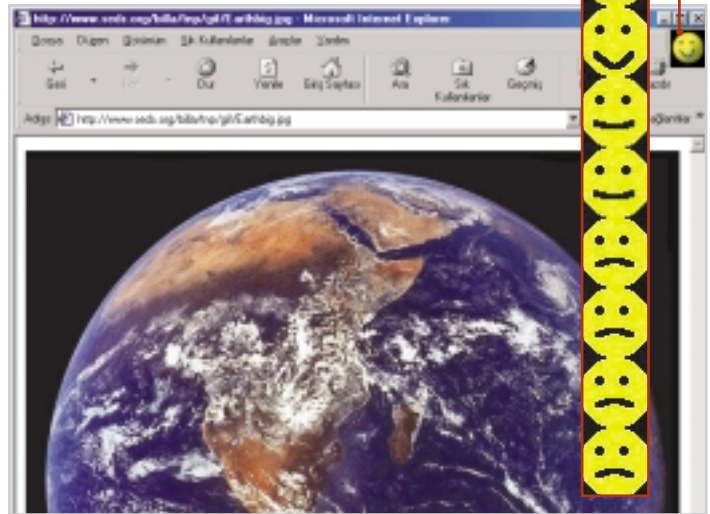 http://www.seds.org/billa/tnp/gif/Earthbig.jpg - Microsoft Internet Explorer
Dosya Düzen Görünüm Sık Kullanılanlar Araçlar Yardım
Geri Dur Yenile Giriş Sayfası Ara Sık Kullanılanlar Geçmiş
Adres http://www.seds.org/billa/tnp/gif/Earthbig.jpg